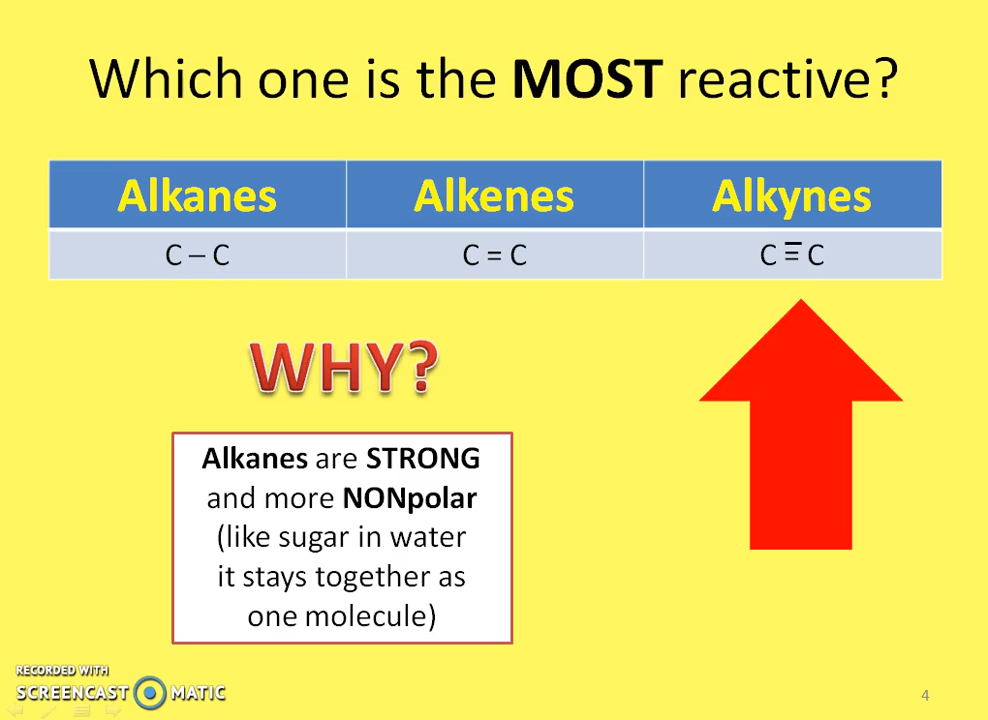 Which one is the MOST reactive?
Alkanes Alkenes Alkynes
C – C C = C C ≡ C
WHY?
Alkanes are STRONG
and more NONpolar
(like sugar in water
it stays together as
one molecule)
RECORDED WITH
SCREENCAST MATIC
4